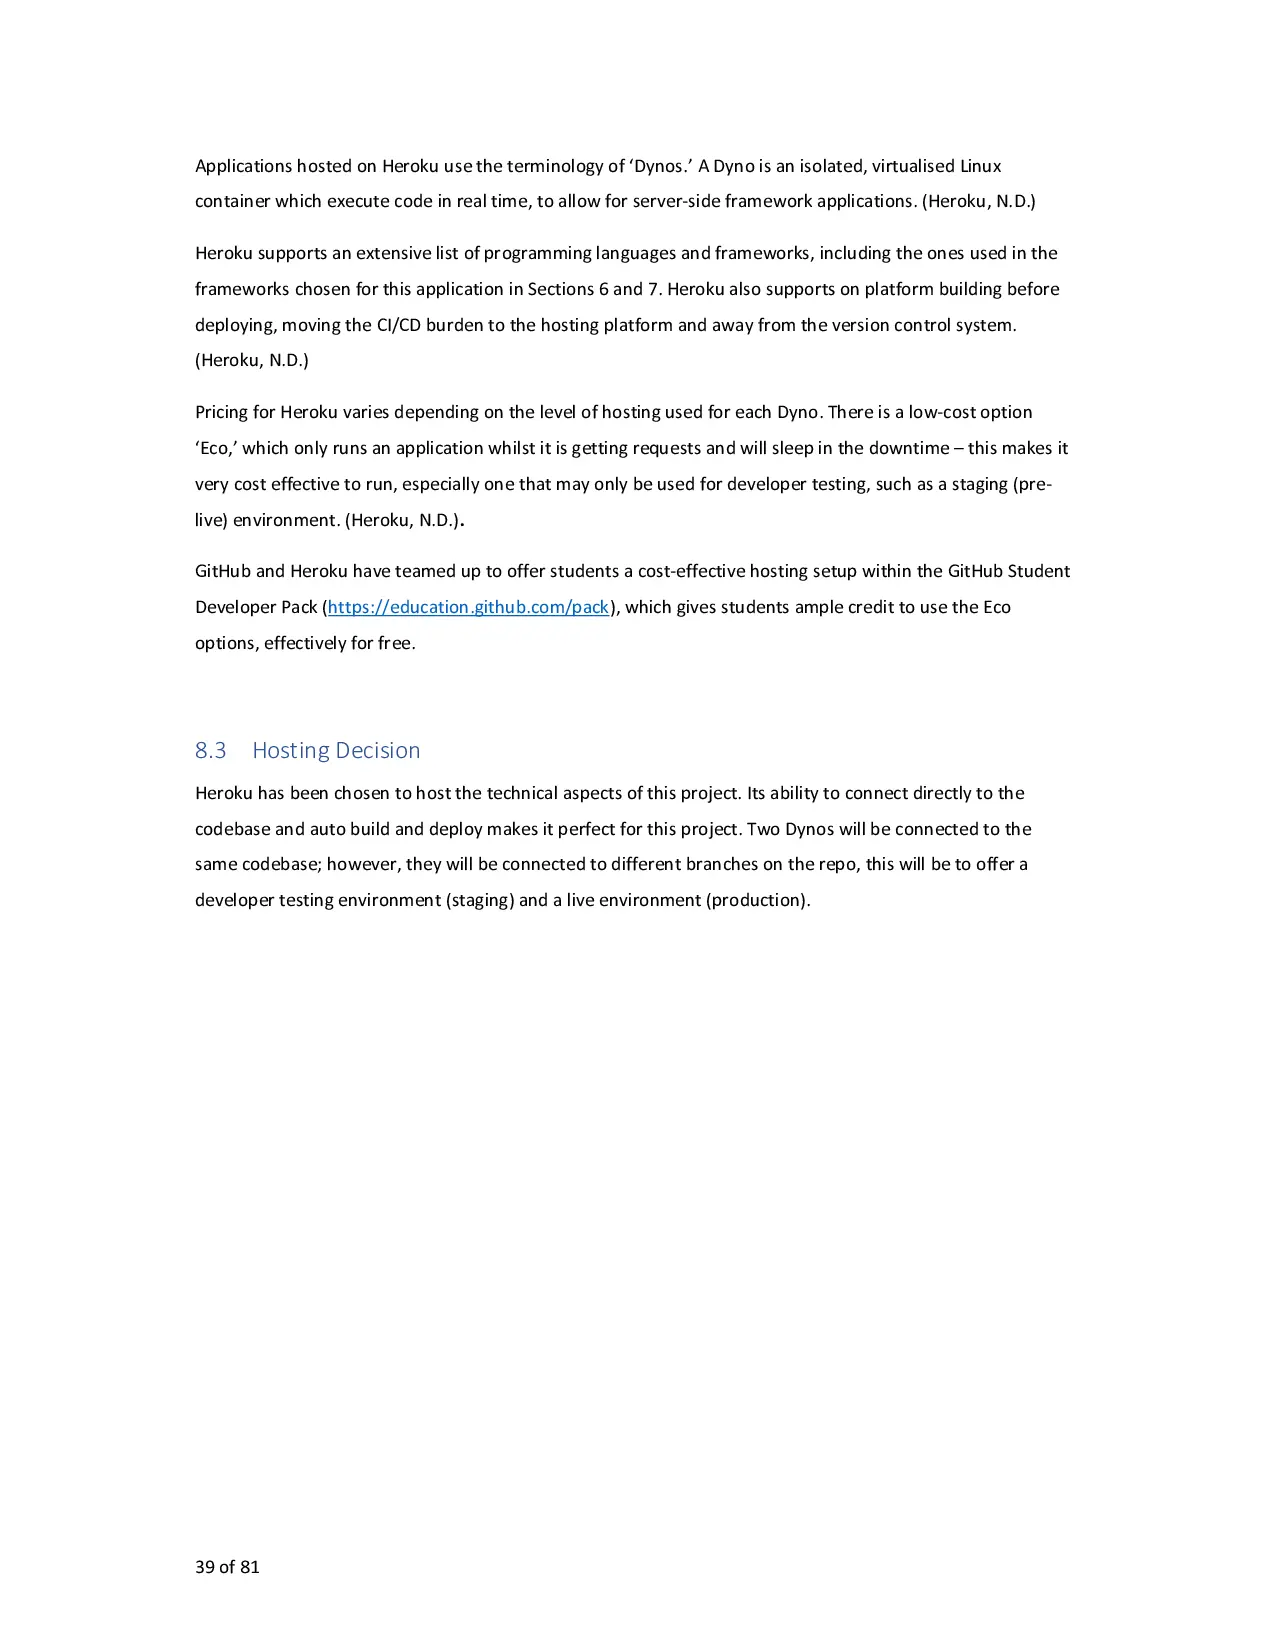 Applications hosted on Heroku use the terminology of ‘Dynos.’ A Dyno is an isolated, virtualised Linux
container which execute code in real time, to allow for server-side framework applications. (Heroku, N.D.)
Heroku supports an extensive list of programming languages and frameworks, including the ones used in the
frameworks chosen for this application in Sections 6 and 7. Heroku also supports on platform building before
deploying, moving the CI/CD burden to the hosting platform and away from the version control system.
(Heroku, N.D.)
Pricing for Heroku varies depending on the level of hosting used for each Dyno. There is a low-cost option
‘Eco,’ which only runs an application whilst it is getting requests and will sleep in the downtime – this makes it
very cost effective to run, especially one that may only be used for developer testing, such as a staging (pre-
live) environment. (Heroku, N.D.).
GitHub and Heroku have teamed up to offer students a cost-effective hosting setup within the GitHub Student
Developer Pack (https://education.github.com/pack), which gives students ample credit to use the Eco
options, effectively for free.
8.3 Hosting Decision
Heroku has been chosen to host the technical aspects of this project. Its ability to connect directly to the
codebase and auto build and deploy makes it perfect for this project. Two Dynos will be connected to the
same codebase; however, they will be connected to different branches on the repo, this will be to offer a
developer testing environment (staging) and a live environment (production).
39 of 81